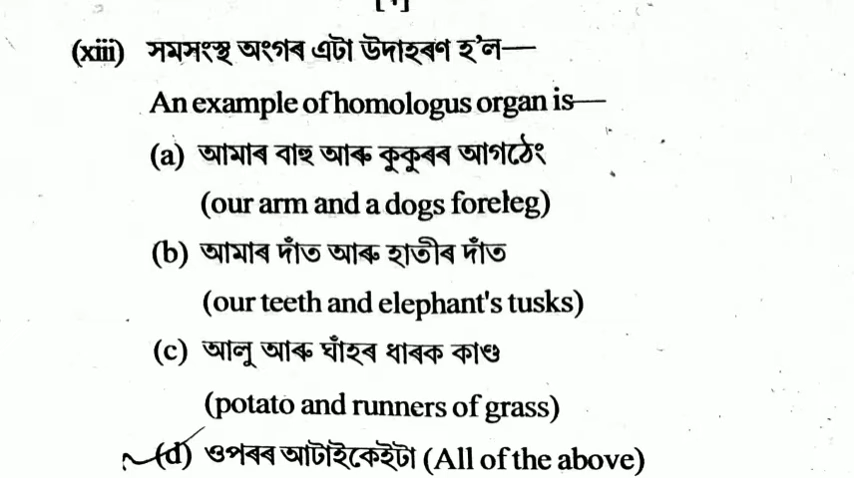 (xiii) সমসংস্থ অংগৰ এটা উদাহৰণ হ'ল—
An example of homologus organ is—
(a) আমাৰ বাহু আৰু কুকুৰৰ আগঠেং
(our arm and a dogs foreleg)
(b) আমাৰ দাঁত আৰু হাতীৰ দাঁত
(our teeth and elephant's tusks)
(c) আলু আৰু ঘাঁহৰ ধাৰক কাণ্ড
(potato and runners of grass)
(d) ওপৰৰ আটাইকেইটা (All of the above)